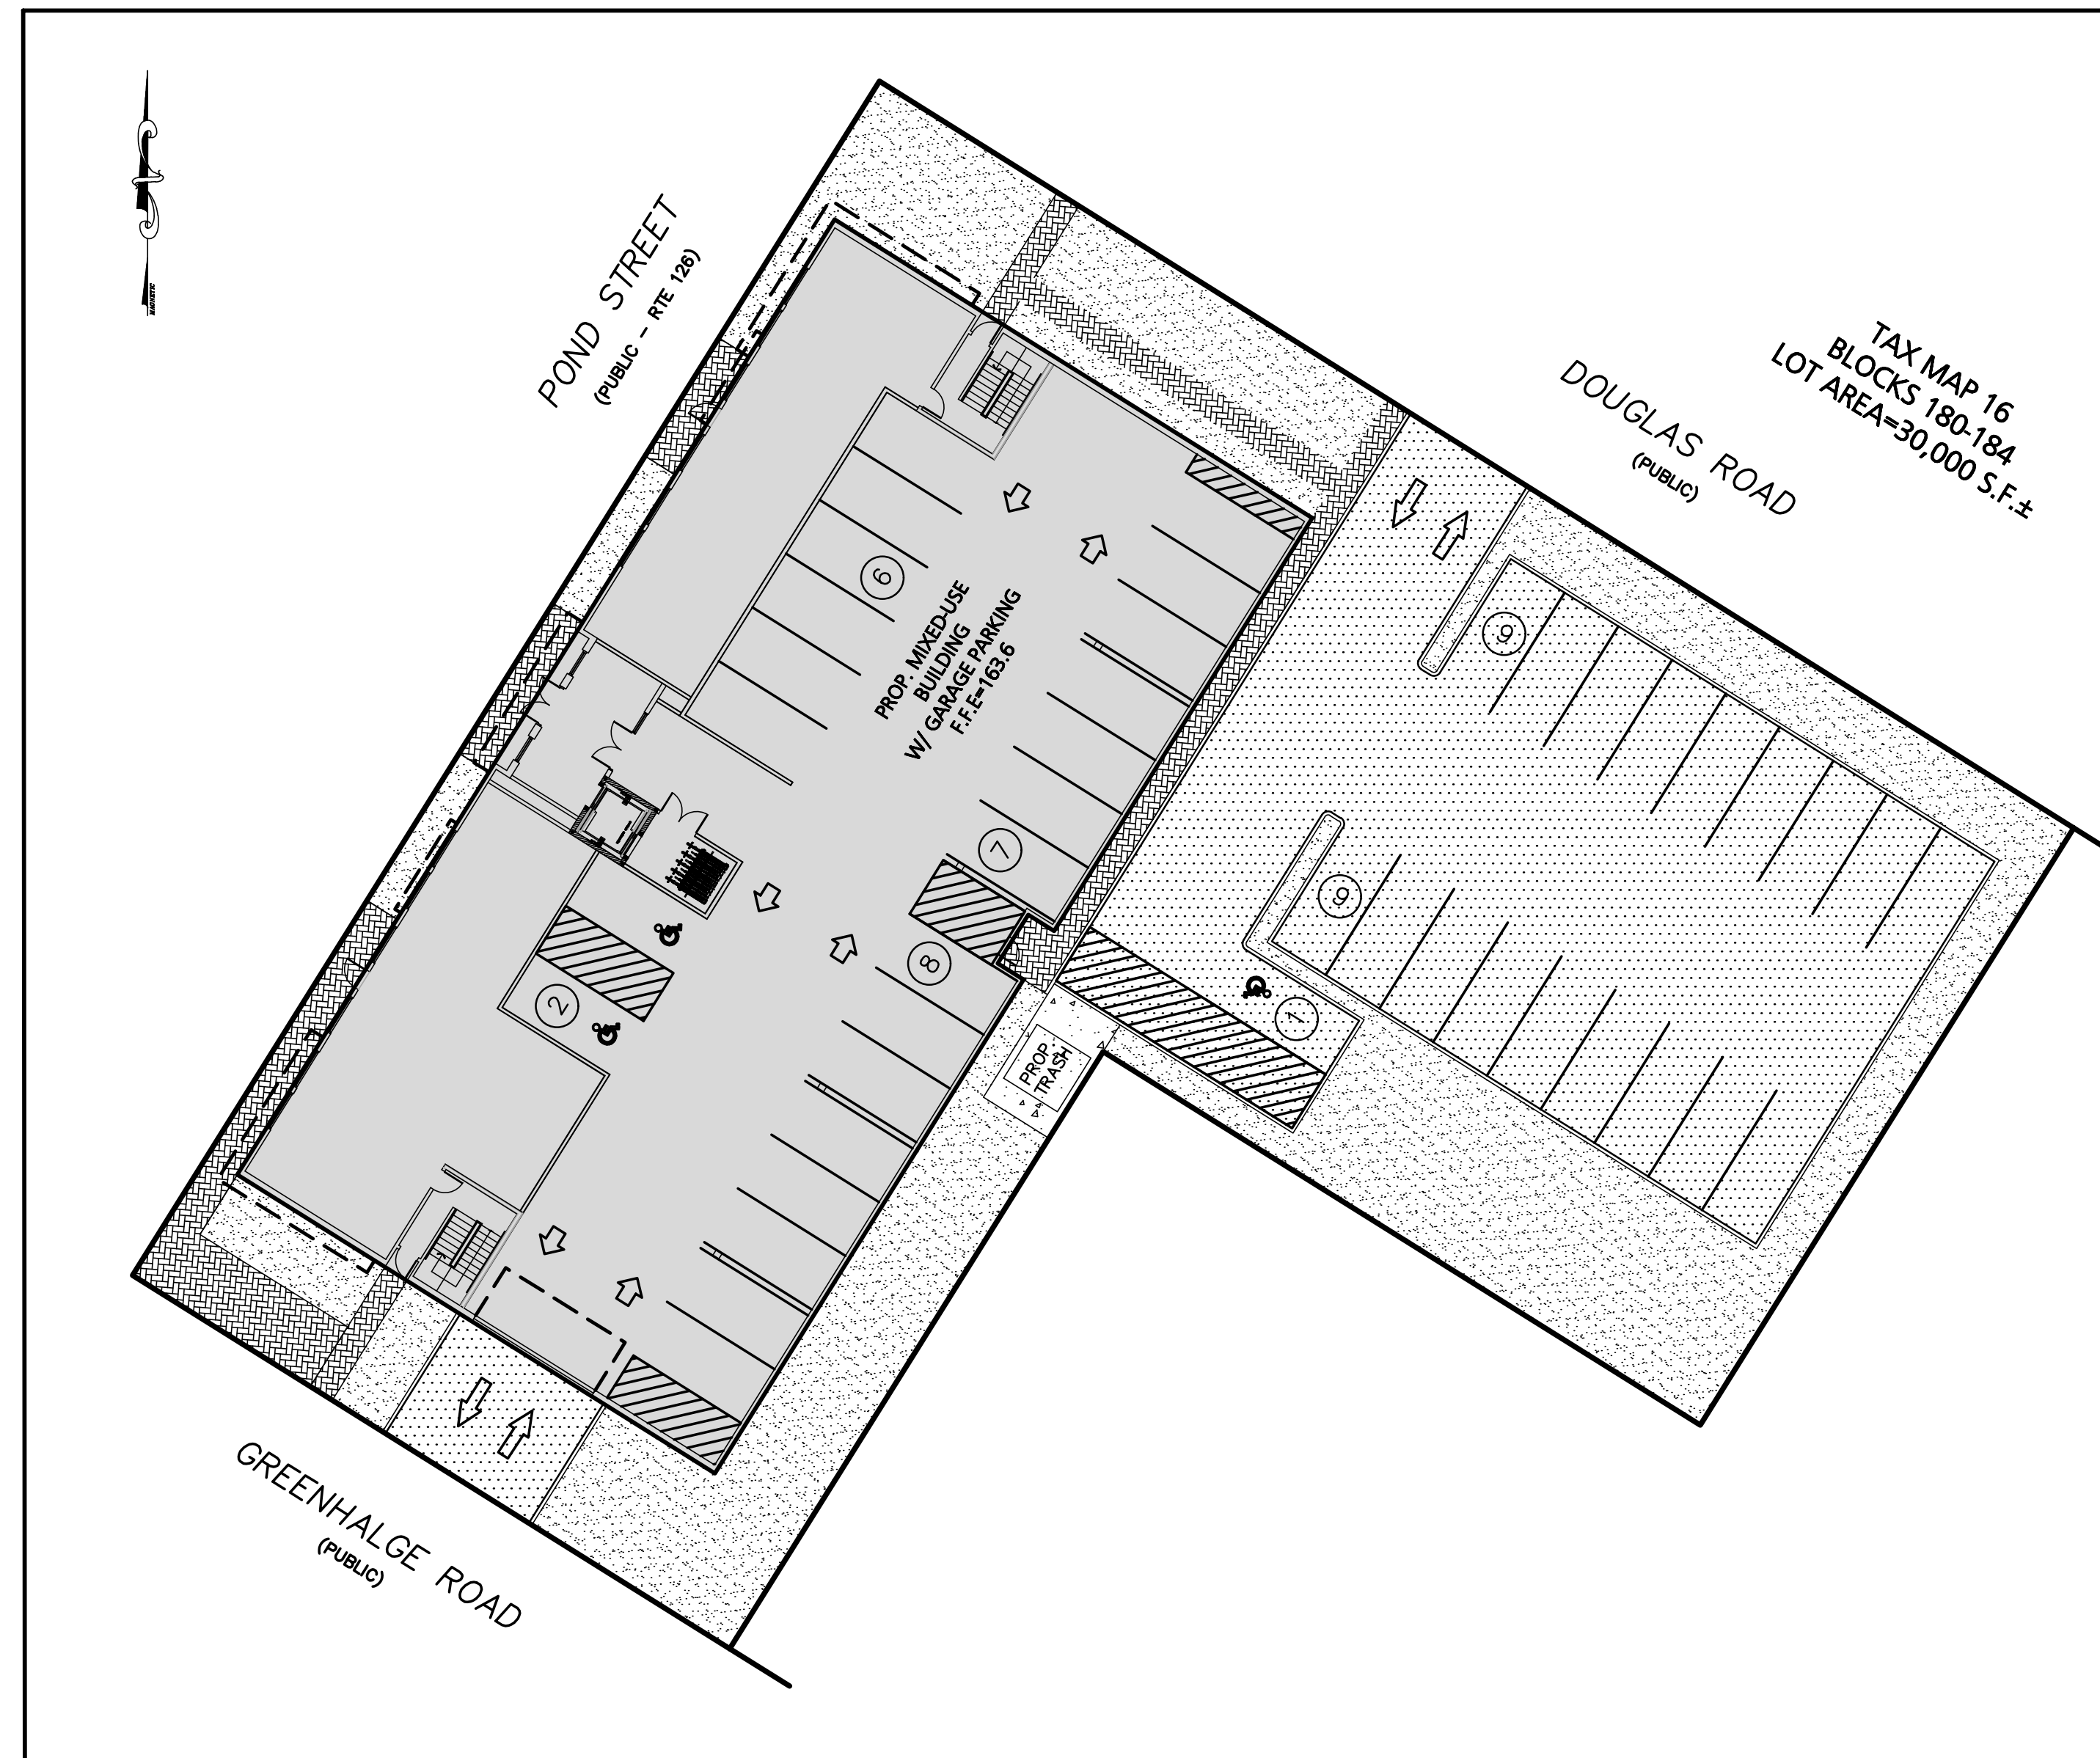 MAGNETIC
POND STREET
(PUBLIC – RTE 126)
DOUGLAS ROAD
(PUBLIC)
TAX MAP 16
BLOCKS 180-184
LOT AREA=30,000 S.F.±
6
PROP. MIXED-USE
BUILDING
W/ GARAGE PARKING
F.F.E=163.6
9
7
9
8
2
1
PROP.
TRASH
GREENHALGE ROAD
(PUBLIC)